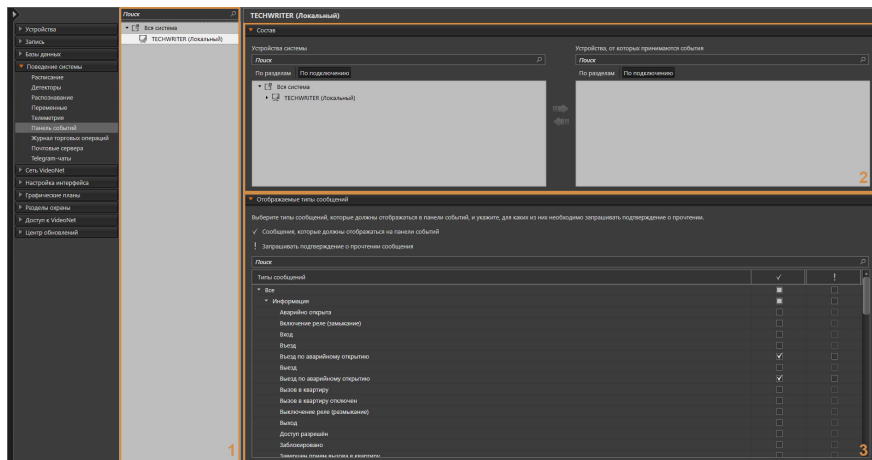 Устройства
Запись
Базы данных
Поведение системы
Расписание
Детекторы
Распознавание
Переменные
Телеметрия
Панель событий
Журнал торговых операций
Почтовые сервера
Telegram-чаты
Сеть VideoNet
Настройка интерфейса
Графические планы
Разделы охраны
Доступ к VideoNet
Центр обновлений
Поиск
Вся система
TECHWRITER (Локальный)
1
TECHWRITER (Локальный)
Состав
Устройства системы
Поиск
По разделам По подключению
Вся система
TECHWRITER (Локальный)
Устройства, от которых принимаются события
Поиск
По разделам По подключению
2
Отображаемые типы сообщений
Выберите типы сообщений, которые должны отображаться в панели событий, и укажите, для каких из них необходимо запрашивать подтверждение о прочтении.
✓ Сообщения, которые должны отображаться на панели событий
! Запрашивать подтверждение о прочтении сообщения
Поиск
Типы сообщений ✓ !
Все
Информация
Аварийно открыта
Включение реле (замыкание)
Вход
Въезд
Въезд по аварийному открытию
Выезд
Выезд по аварийному открытию
Вызов в квартиру
Вызов в квартиру отключен
Выключение реле (размыкание)
Выход
Доступ разрешён
Заблокировано
Завершен прием вызова в квартиру
3